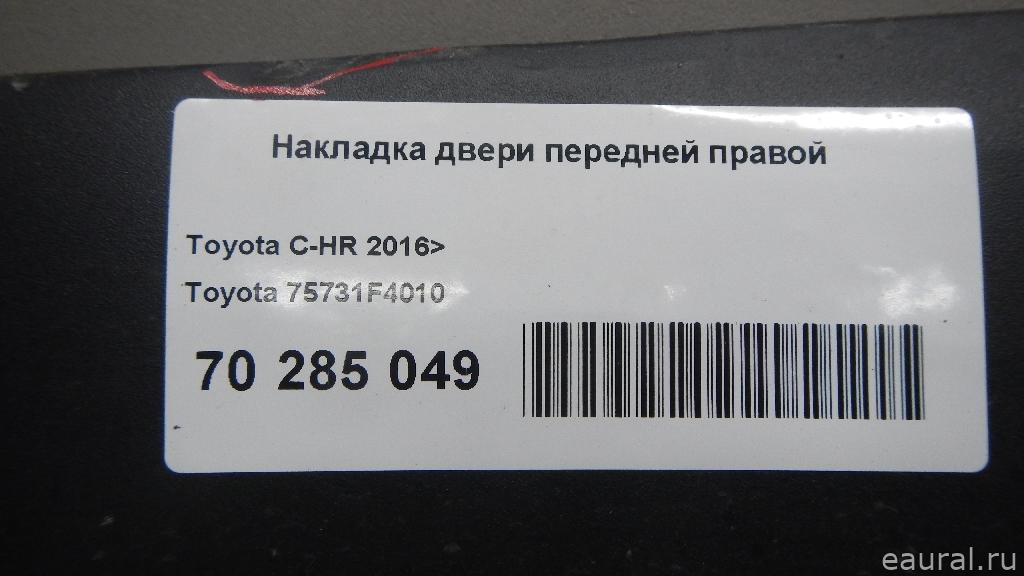 Накладка двери передней правой
Toyota C-HR 2016>
Toyota 75731F4010
70 285 049
eaural.ru